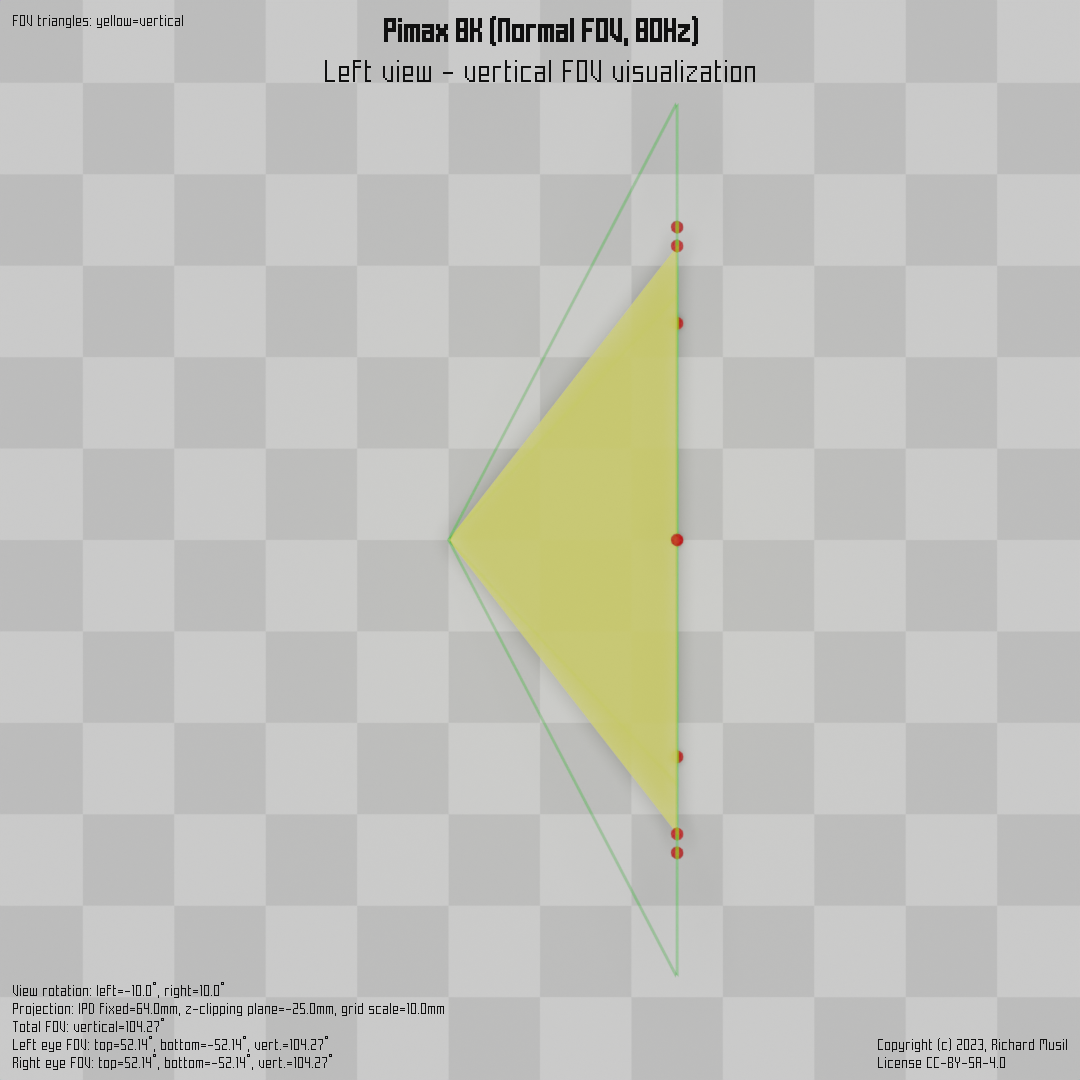 FOV triangles: yellow=vertical
Pimax 8K (Normal FOV, 80Hz)
Left view - vertical FOV visualization
View rotation: left=-10.0°, right=10.0°
Projection: IPD fixed=64.0mm, z-clipping plane=-25.0mm, grid scale=10.0mm
Total FOV: vertical=104.27°
Left eye FOV: top=52.14°, bottom=-52.14°, vert.=104.27°
Right eye FOV: top=52.14°, bottom=-52.14°, vert.=104.27°
Copyright (c) 2023, Richard Musil
License CC-BY-SA-4.0